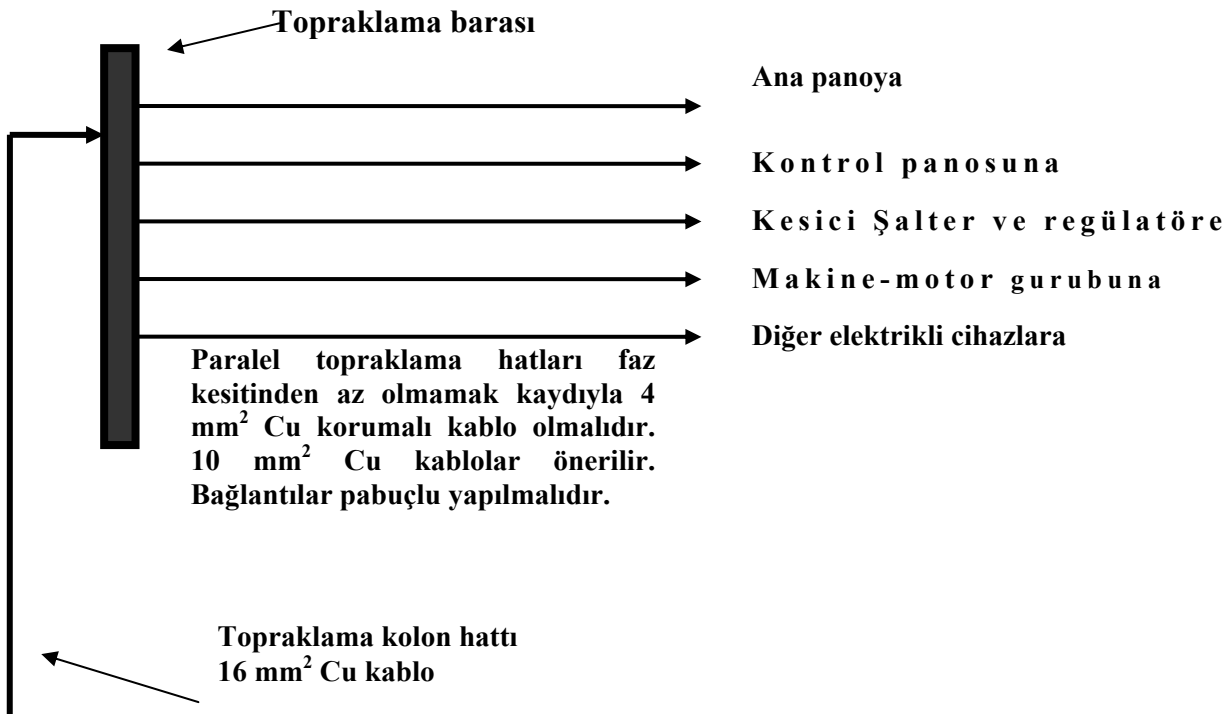 Topraklama barası
Ana panoya
Kontrol panosuna
Kesici Şalter ve regülatöre
Makine-motor gurubuna
Diğer elektrikli cihazlara
Paralel topraklama hatları faz
kesitinden az olmamak kaydıyla 4
mm² Cu korumalı kablo olmalıdır.
10 mm² Cu kablolar önerilir.
Bağlantılar pabuçlu yapılmalıdır.
Topraklama kolon hattı
16 mm² Cu kablo